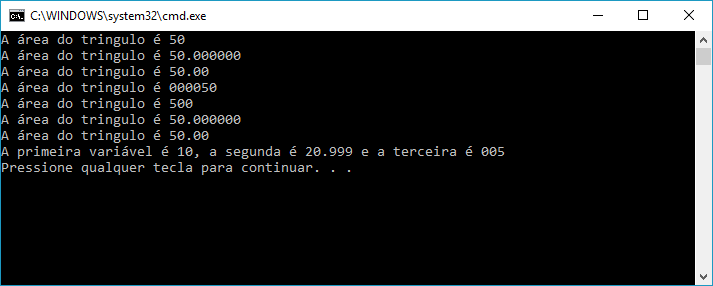 C:\WINDOWS\system32\cmd.exe
A área do tringulo é 50
A área do tringulo é 50.000000
A área do tringulo é 50.00
A área do tringulo é 000050
A área do tringulo é 500
A área do tringulo é 50.000000
A área do tringulo é 50.00
A primeira variável é 10, a segunda é 20.999 e a terceira é 005
Pressione qualquer tecla para continuar. . .